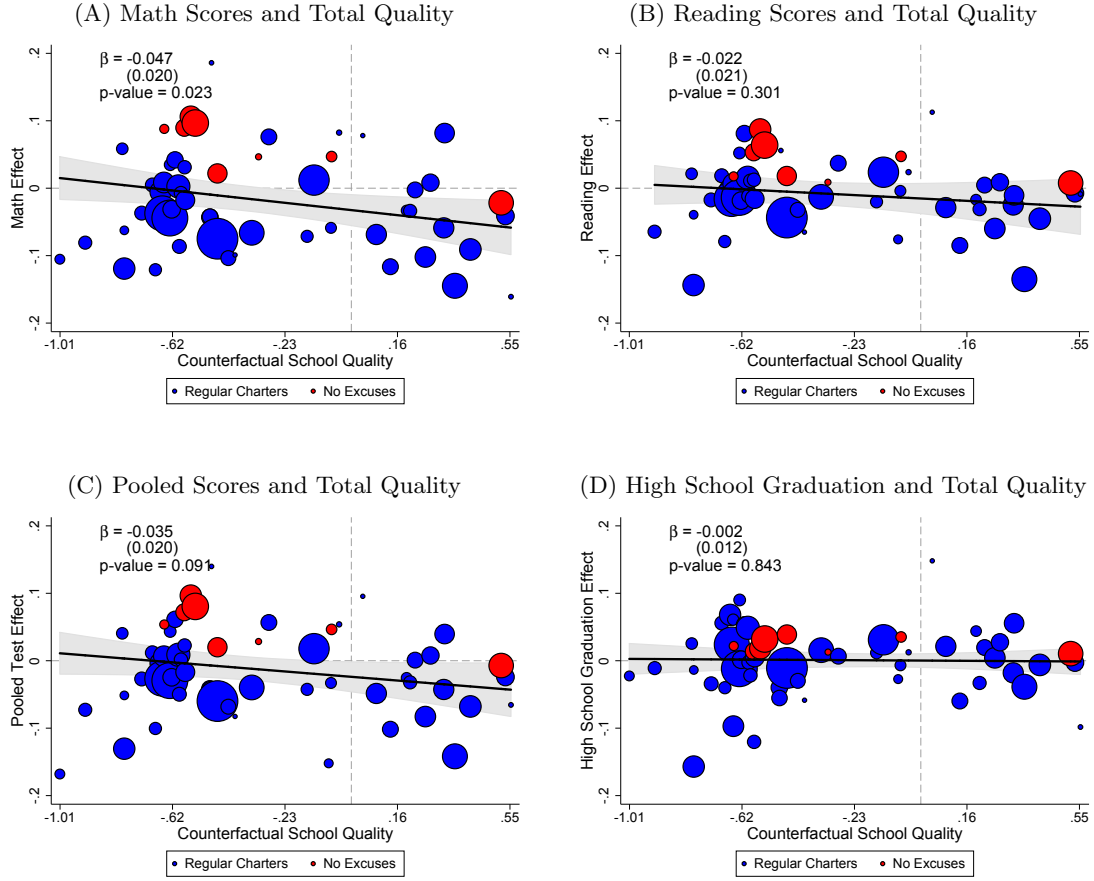 (A) Math Scores and Total Quality
β = -0.047
(0.020)
p-value = 0.023
Math Effect
.2
.1
0
-.1
-.2
-1.01 -.62 -.23 .16 .55
Counterfactual School Quality
Regular Charters No Excuses
(B) Reading Scores and Total Quality
β = -0.022
(0.021)
p-value = 0.301
Reading Effect
.2
.1
0
-.1
-.2
-1.01 -.62 -.23 .16 .55
Counterfactual School Quality
Regular Charters No Excuses
(C) Pooled Scores and Total Quality
β = -0.035
(0.020)
p-value = 0.091
Pooled Test Effect
.2
.1
0
-.1
-.2
-1.01 -.62 -.23 .16 .55
Counterfactual School Quality
Regular Charters No Excuses
(D) High School Graduation and Total Quality
β = -0.002
(0.012)
p-value = 0.843
High School Graduation Effect
.2
.1
0
-.1
-.2
-1.01 -.62 -.23 .16 .55
Counterfactual School Quality
Regular Charters No Excuses